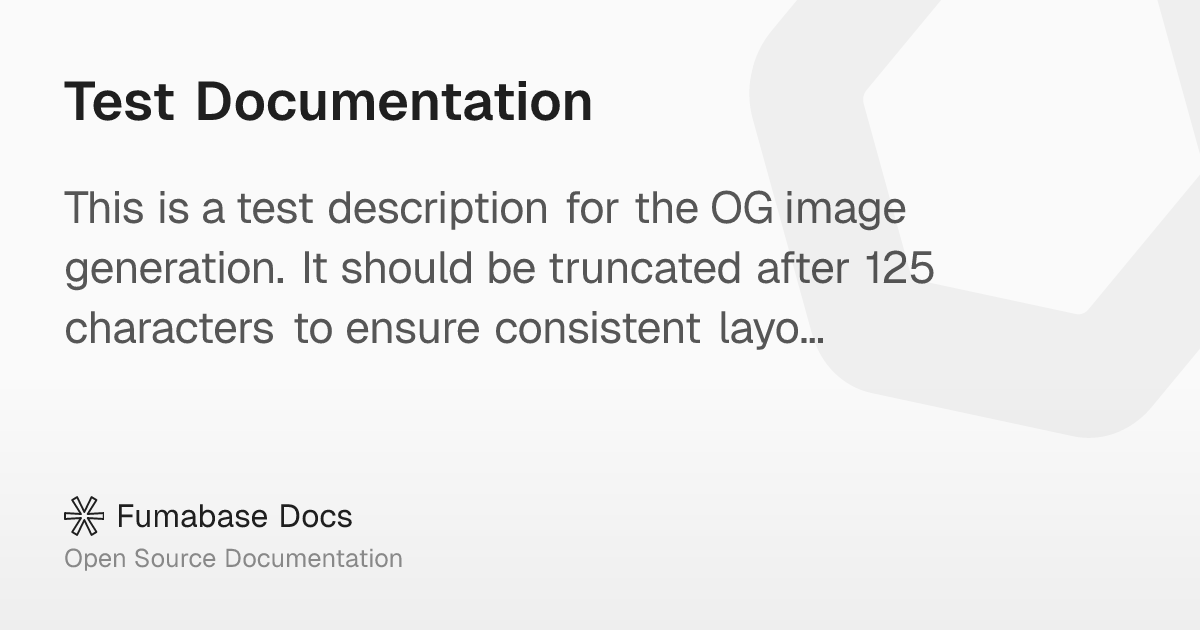 Test Documentation
This is a test description for the OG image
generation. It should be truncated after 125
characters to ensure consistent layo...
Fumabase Docs
Open Source Documentation